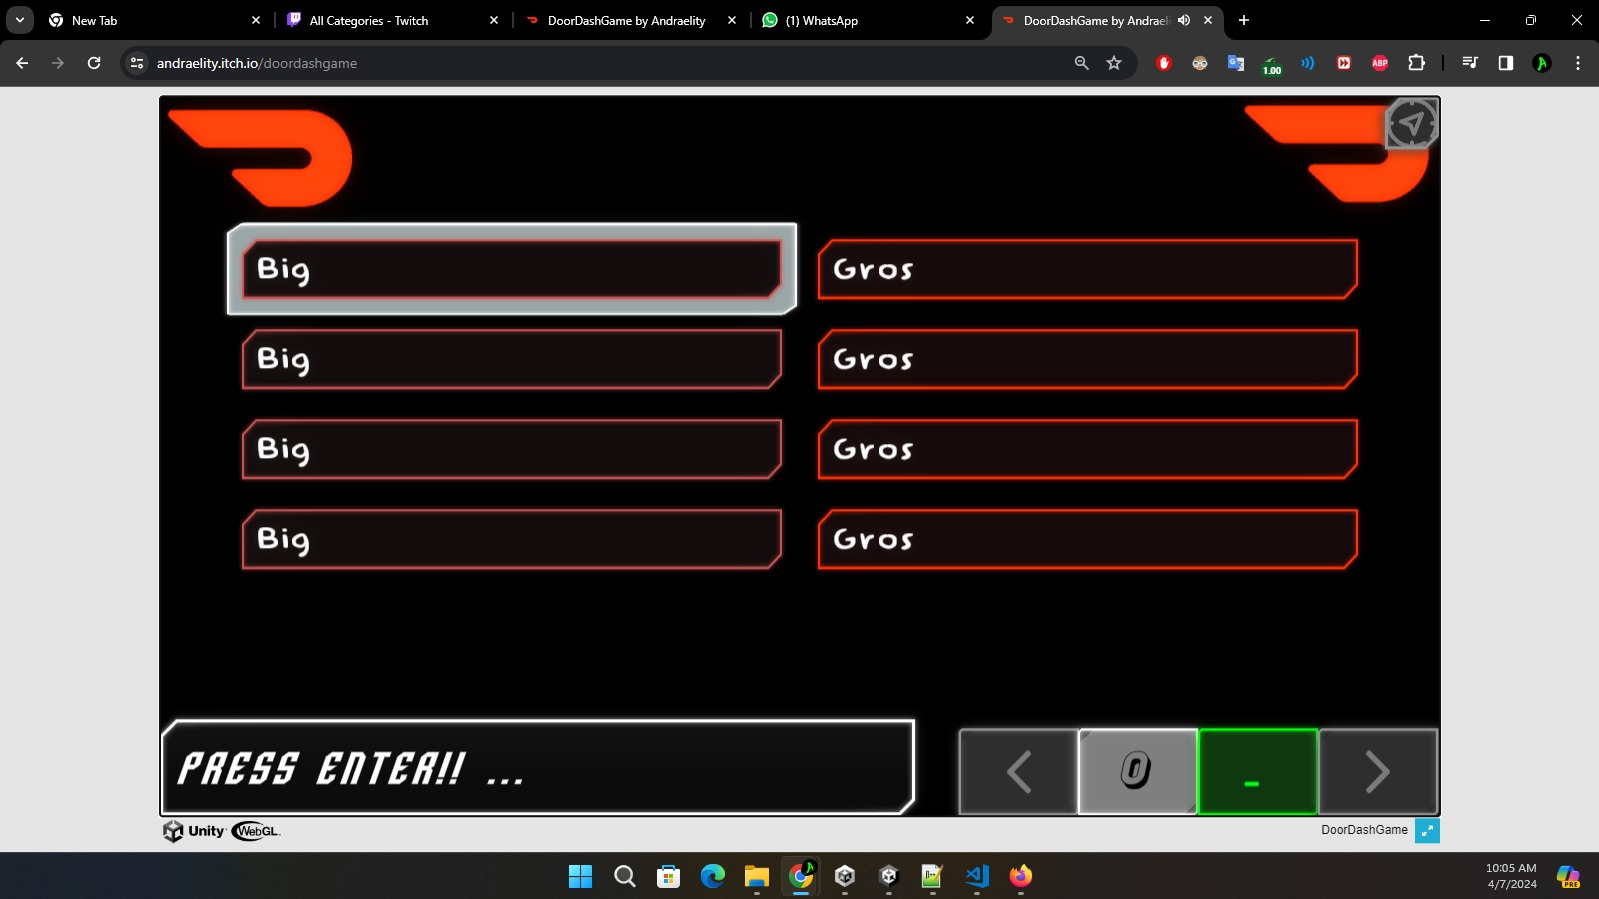 New Tab
All Categories - Twitch
DoorDashGame by Andraelity
(1) WhatsApp
DoorDashGame by Andrael
andraelity.itch.io/doordashgame
1.00
ABP
Big
Gros
Big
Gros
Big
Gros
Big
Gros
PRESS ENTER!! ...
0
_
Unity WebGL
DoorDashGame
10:05 AM
4/7/2024
PRE